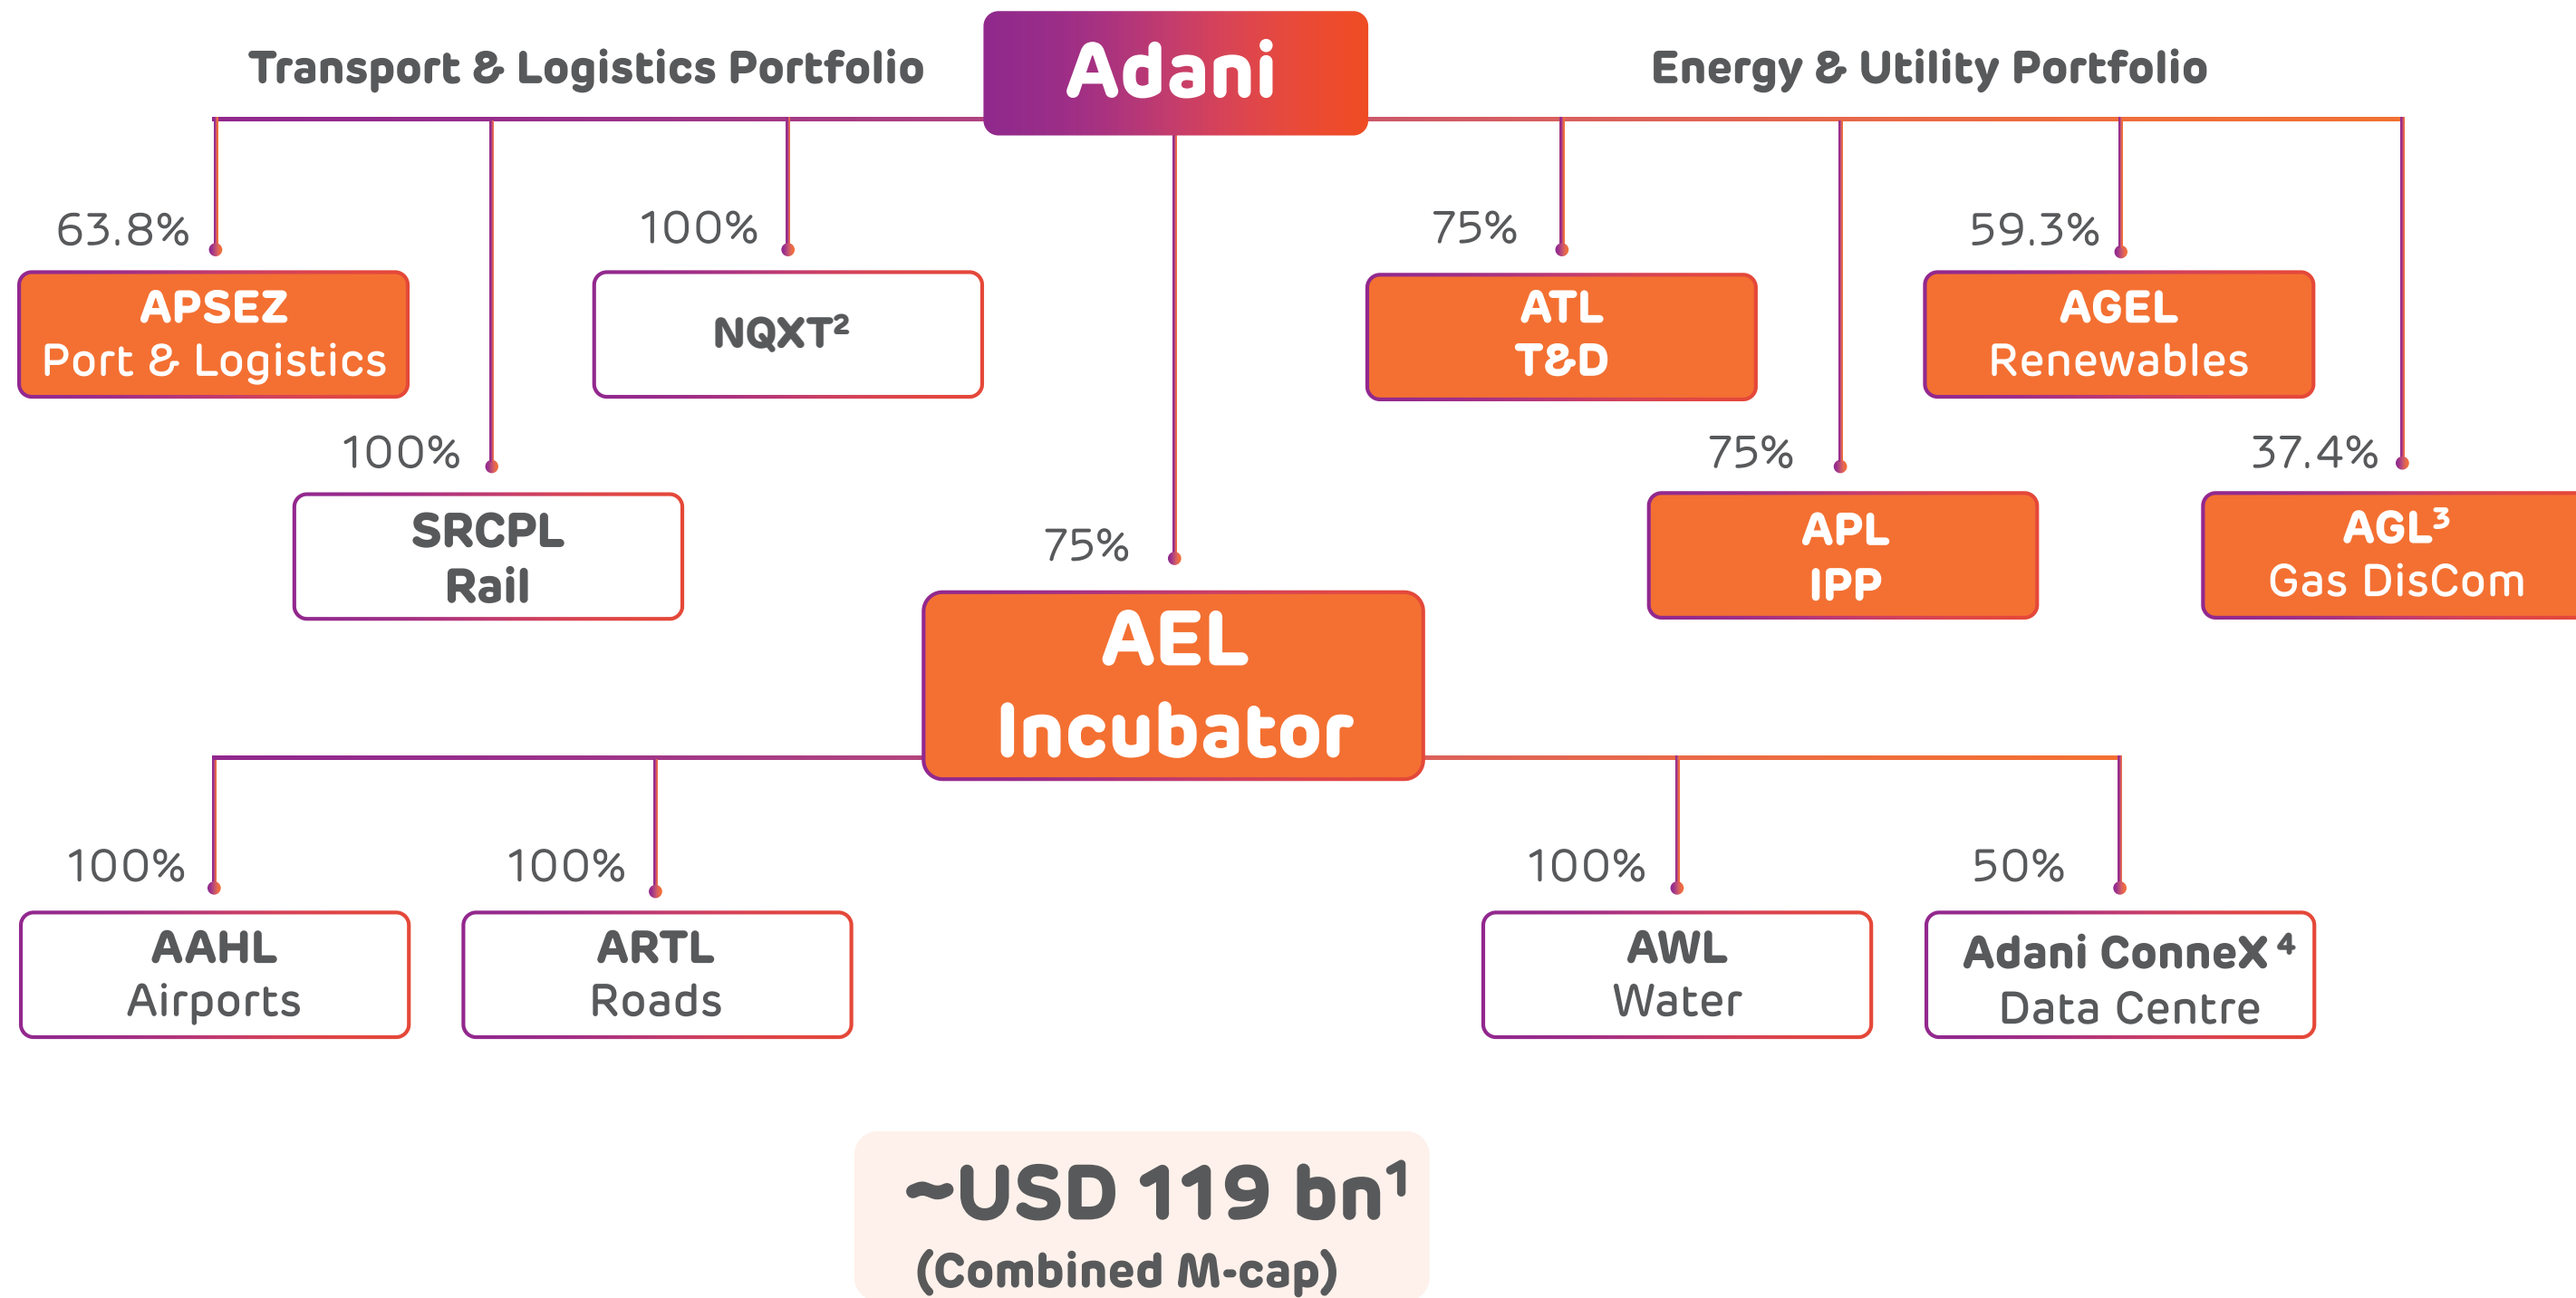 Adani
Transport & Logistics Portfolio
Energy & Utility Portfolio
63.8%
APSEZ
Port & Logistics
100%
SRCPL
Rail
100%
NQXT²
75%
ATL
T&D
75%
APL
IPP
59.3%
AGEL
Renewables
37.4%
AGL³
Gas DisCom
75%
AEL
Incubator
100%
AAHL
Airports
100%
ARTL
Roads
100%
AWL
Water
50%
Adani ConneX ⁴
Data Centre
~USD 119 bn¹
(Combined M-cap)